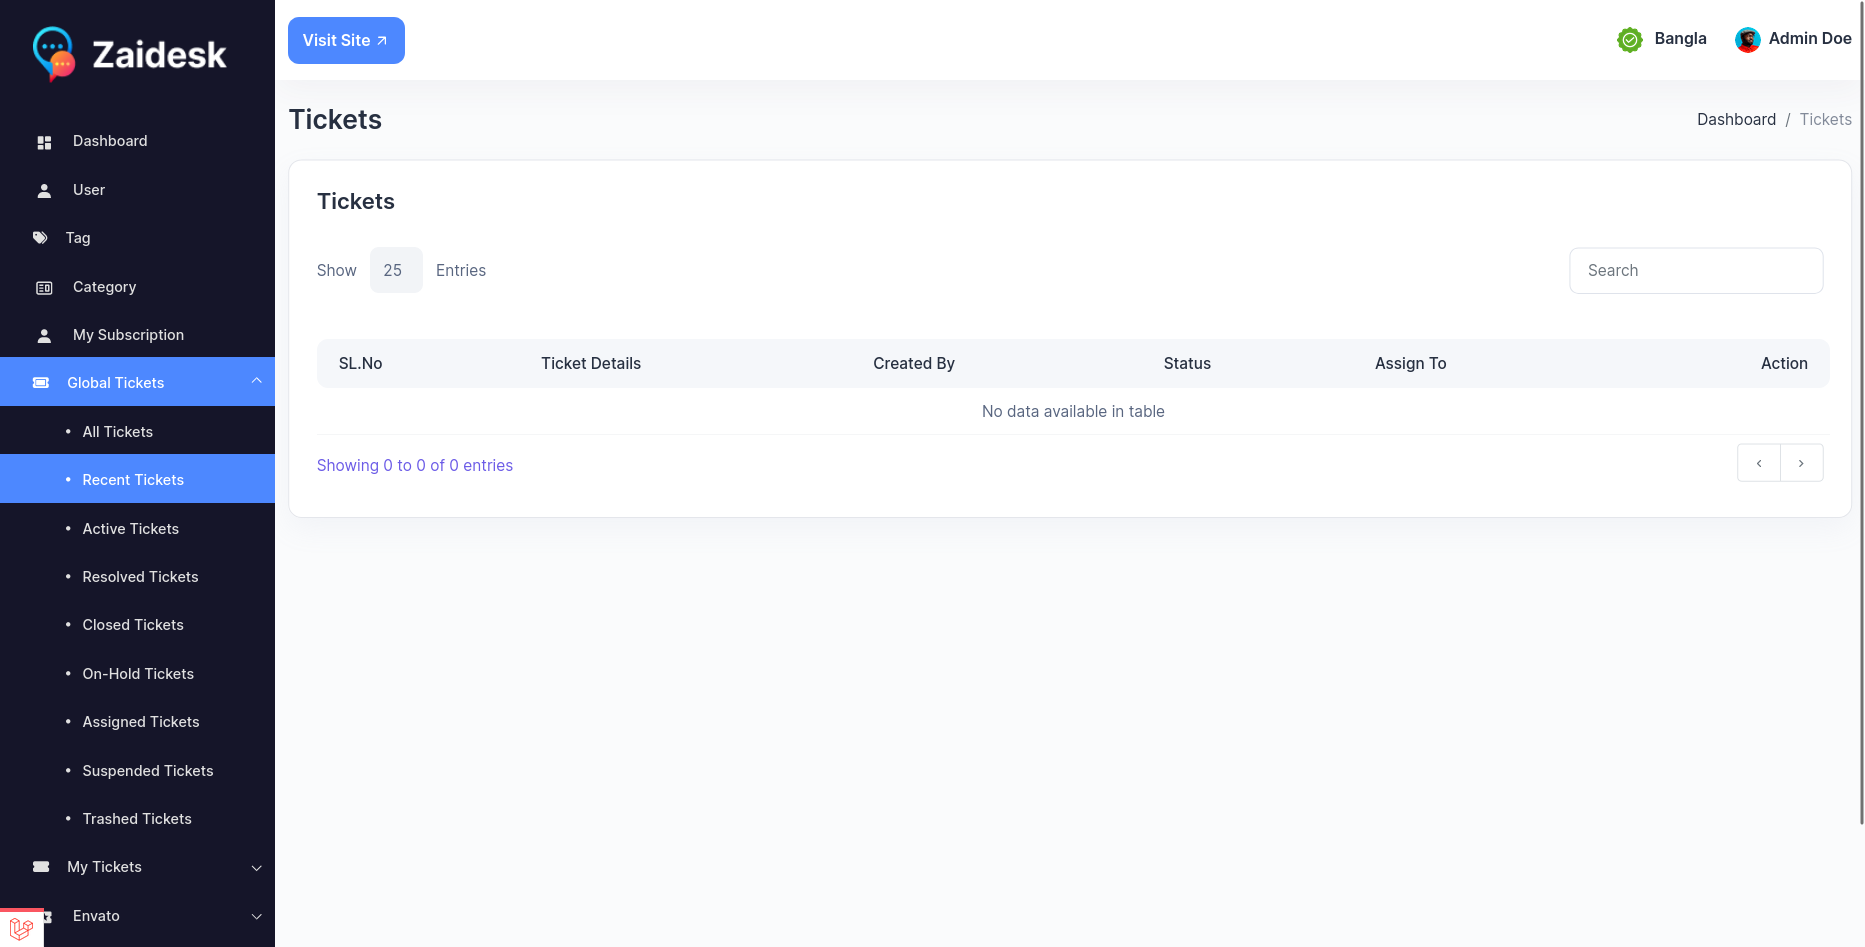 Zaidesk
Dashboard
User
Tag
Category
My Subscription
Global Tickets
• All Tickets
• Recent Tickets
• Active Tickets
• Resolved Tickets
• Closed Tickets
• On-Hold Tickets
• Assigned Tickets
• Suspended Tickets
• Trashed Tickets
My Tickets
Envato
Visit Site
Bangla
Admin Doe
Tickets
Dashboard / Tickets
Tickets
Show 25 Entries
Search
SL.No Ticket Details Created By Status Assign To Action
No data available in table
Showing 0 to 0 of 0 entries
‹ ›